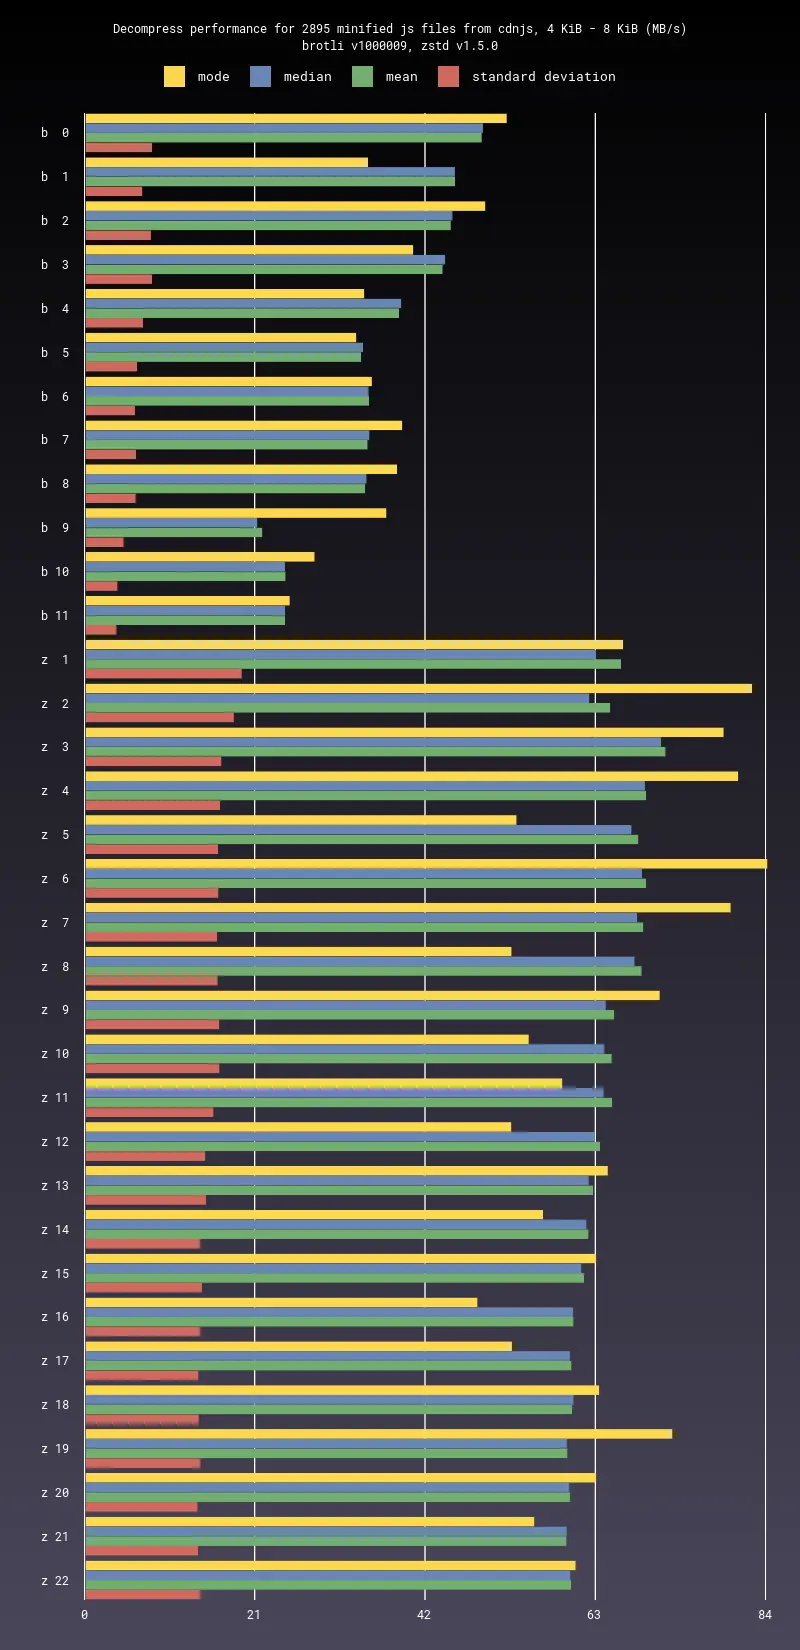 Decompress performance for 2895 minified js files from cdnjs, 4 KiB - 8 KiB (MB/s)
brotli v1000009, zstd v1.5.0
mode median mean standard deviation
b 0
b 1
b 2
b 3
b 4
b 5
b 6
b 7
b 8
b 9
b 10
b 11
z 1
z 2
z 3
z 4
z 5
z 6
z 7
z 8
z 9
z 10
z 11
z 12
z 13
z 14
z 15
z 16
z 17
z 18
z 19
z 20
z 21
z 22
0 21 42 63 84